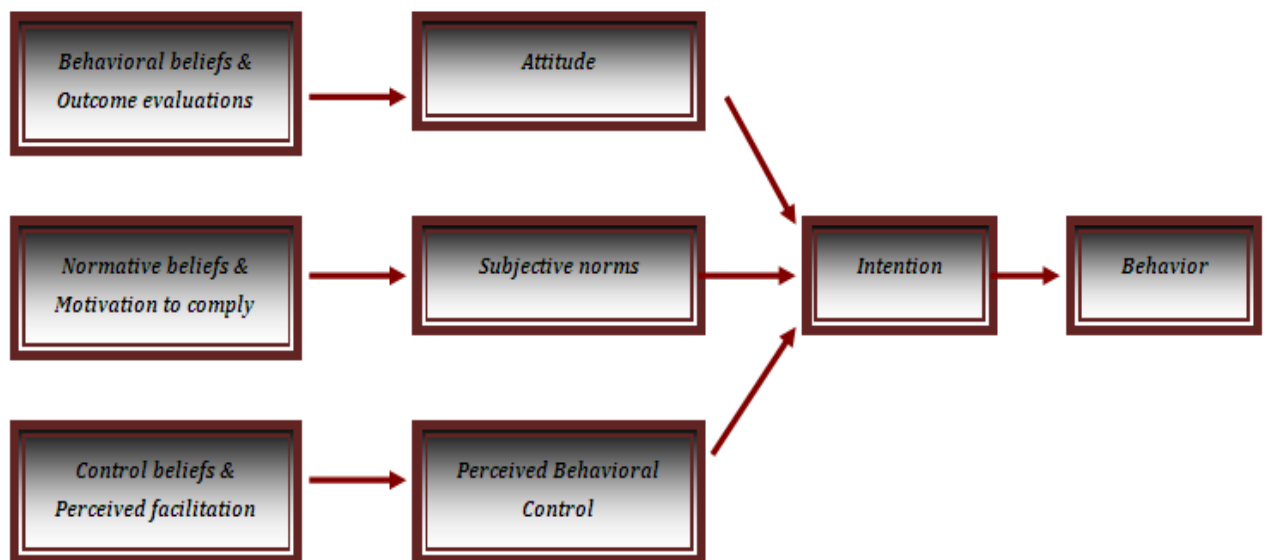 Behavioral beliefs &
Outcome evaluations
Attitude
Normative beliefs &
Motivation to comply
Subjective norms
Intention
Behavior
Control beliefs &
Perceived facilitation
Perceived Behavioral
Control